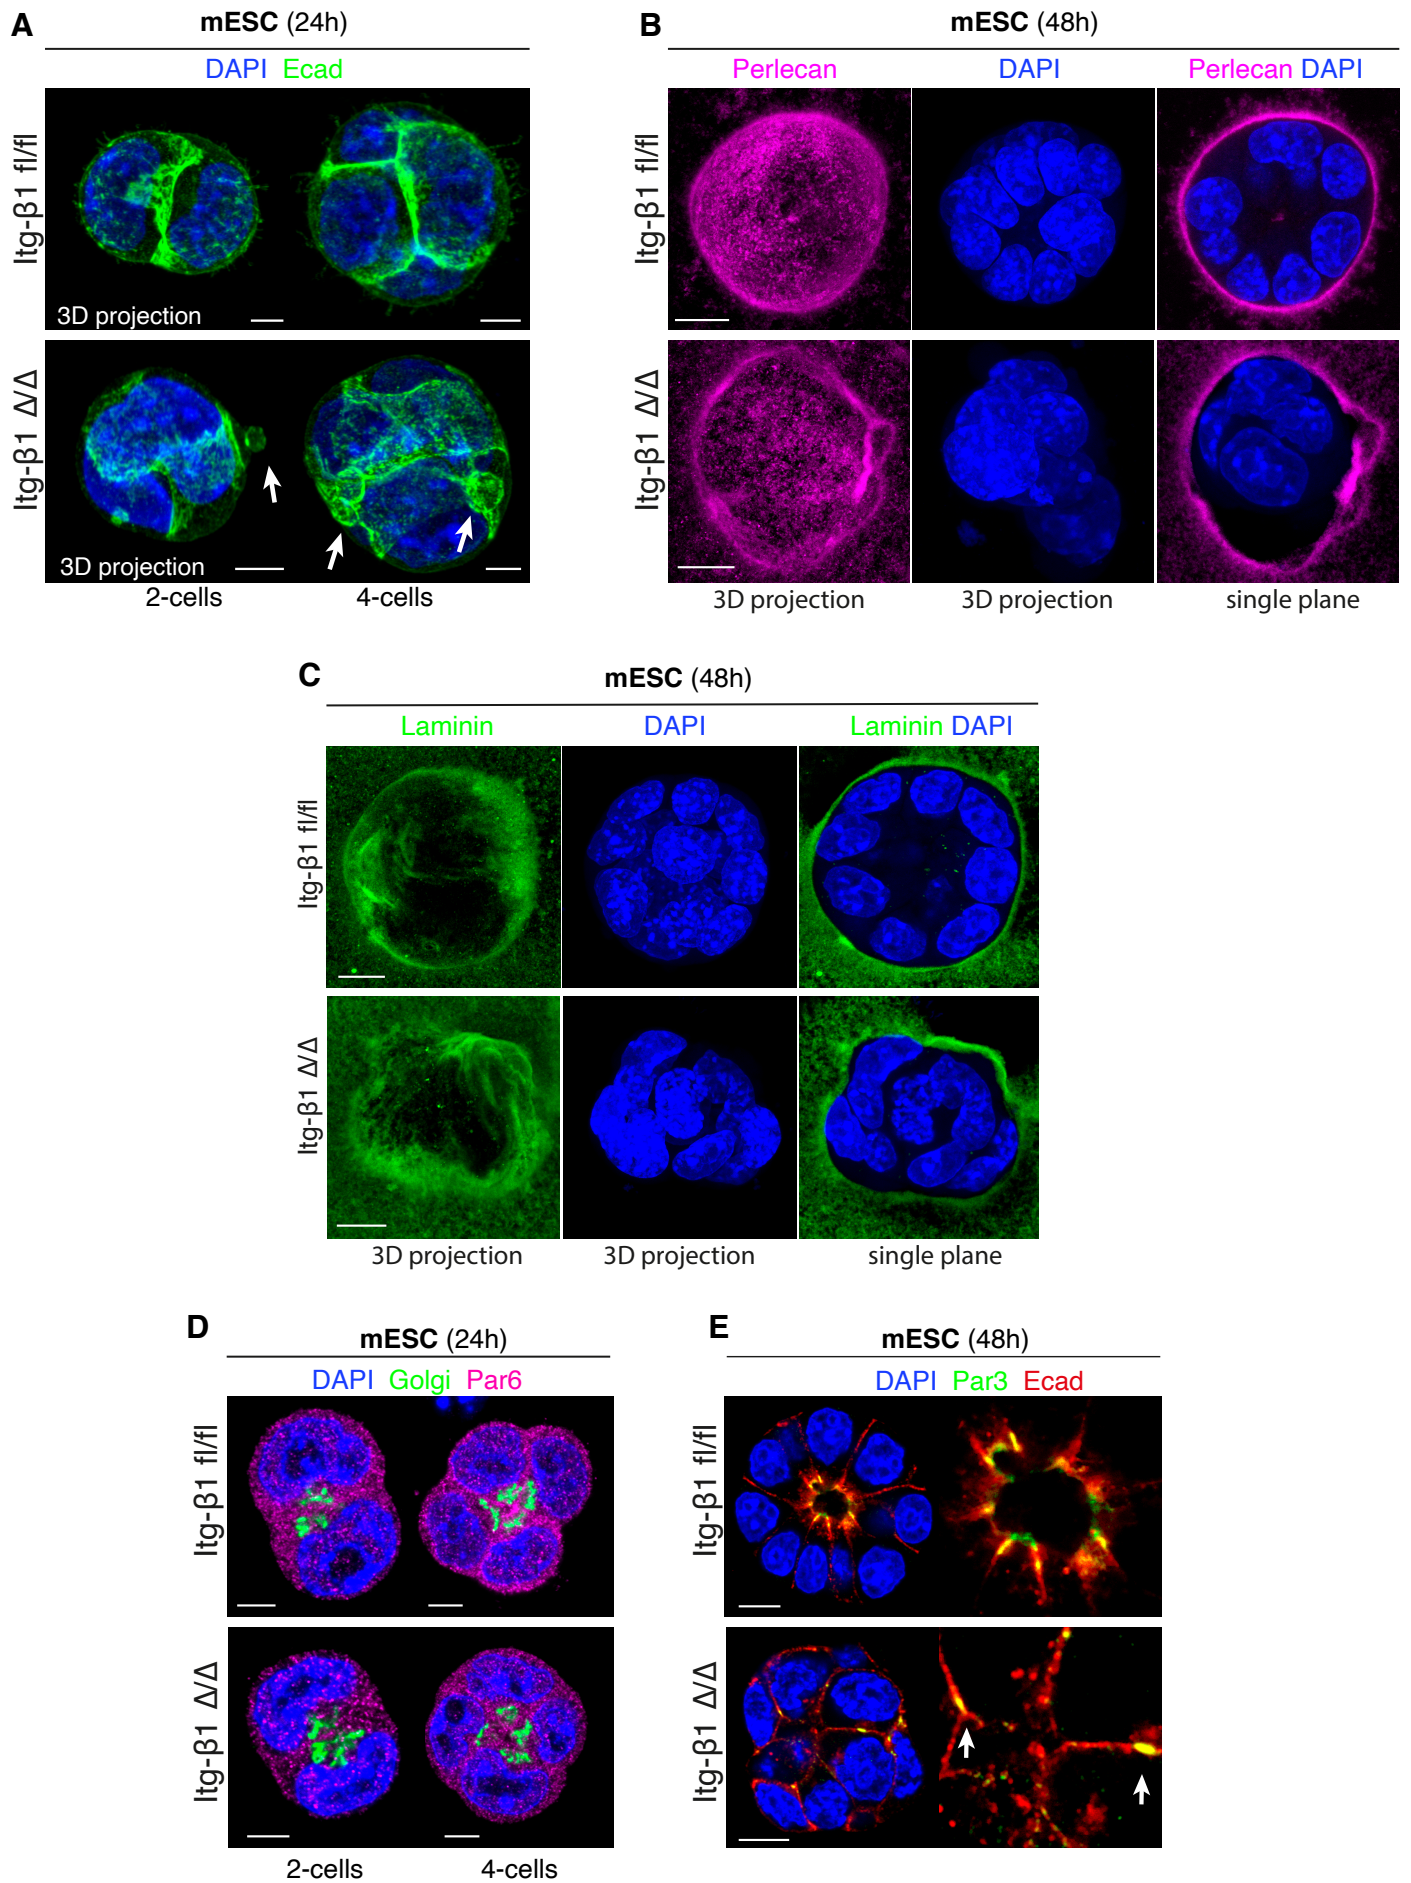 A
mESC (24h)
DAPI Ecad
Itg-β1 fl/fl
3D projection
Itg-β1 Δ/Δ
3D projection
2-cells
4-cells
B
mESC (48h)
Perlecan
DAPI
Perlecan DAPI
Itg-β1 fl/fl
Itg-β1 Δ/Δ
3D projection
3D projection
single plane
C
mESC (48h)
Laminin
DAPI
Laminin DAPI
Itg-β1 fl/fl
Itg-β1 Δ/Δ
3D projection
3D projection
single plane
D
mESC (24h)
DAPI Golgi Par6
Itg-β1 fl/fl
Itg-β1 Δ/Δ
2-cells
4-cells
E
mESC (48h)
DAPI Par3 Ecad
Itg-β1 fl/fl
Itg-β1 Δ/Δ